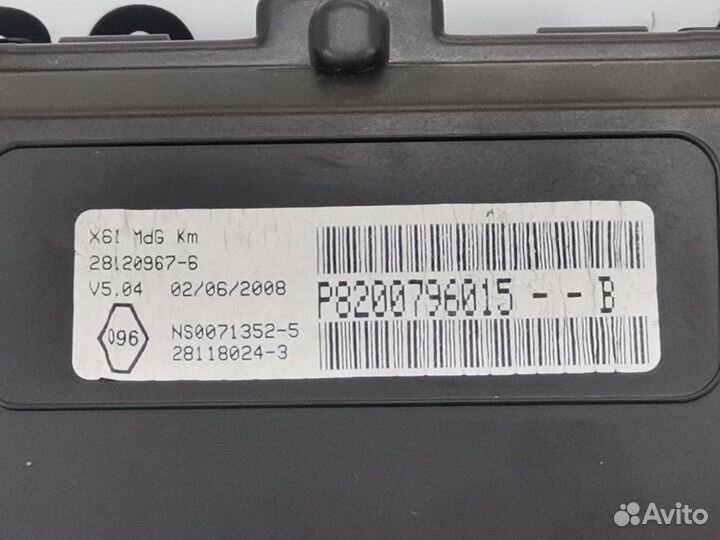 X61 MdG Km
28120967-6
V5.04 02/06/2008
P8200796015--B
096
NS0071352-5
28118024-3
Avito